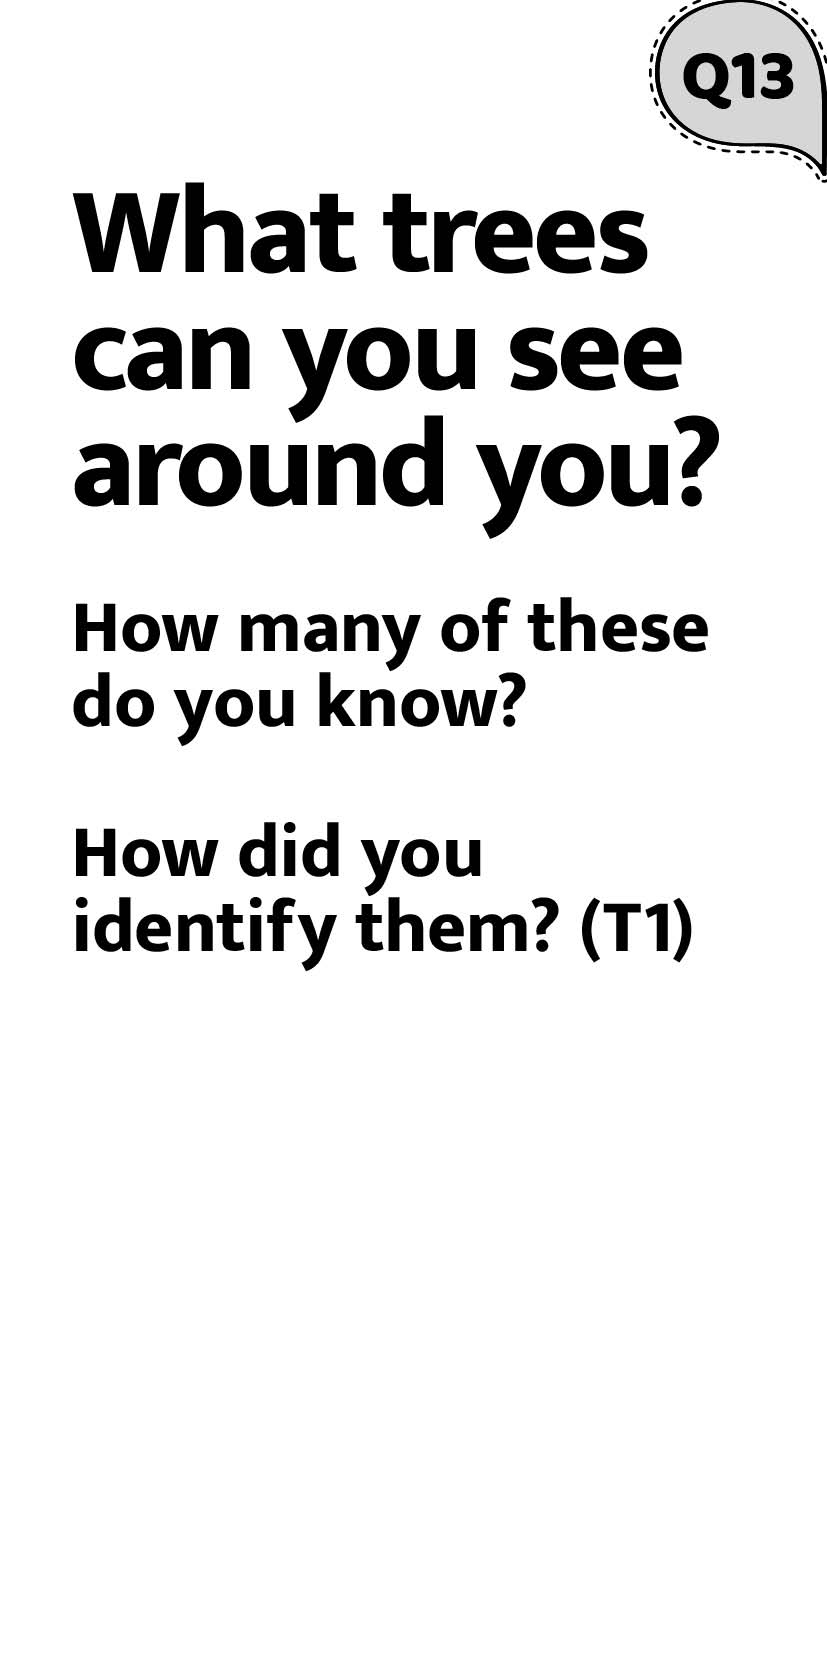 Q13
What trees
can you see
around you?
How many of these
do you know?
How did you
identify them? (T1)